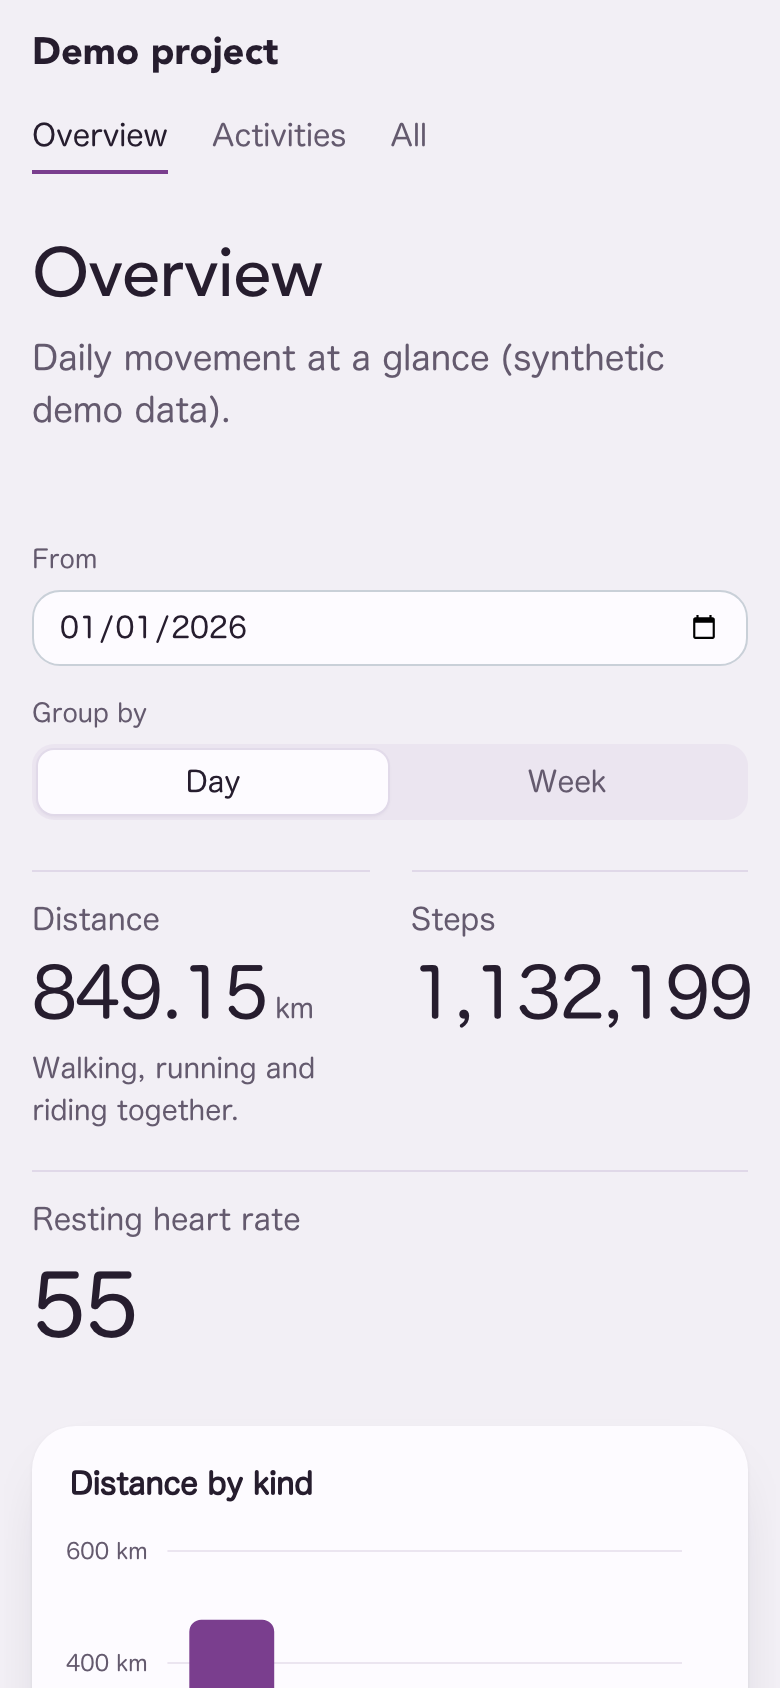 Demo project
Overview Activities All
Overview
Daily movement at a glance (synthetic
demo data).
From
01/01/2026
Group by
Day Week
Distance
849.15 km
Walking, running and
riding together.
Steps
1,132,199
Resting heart rate
55
Distance by kind
600 km
400 km